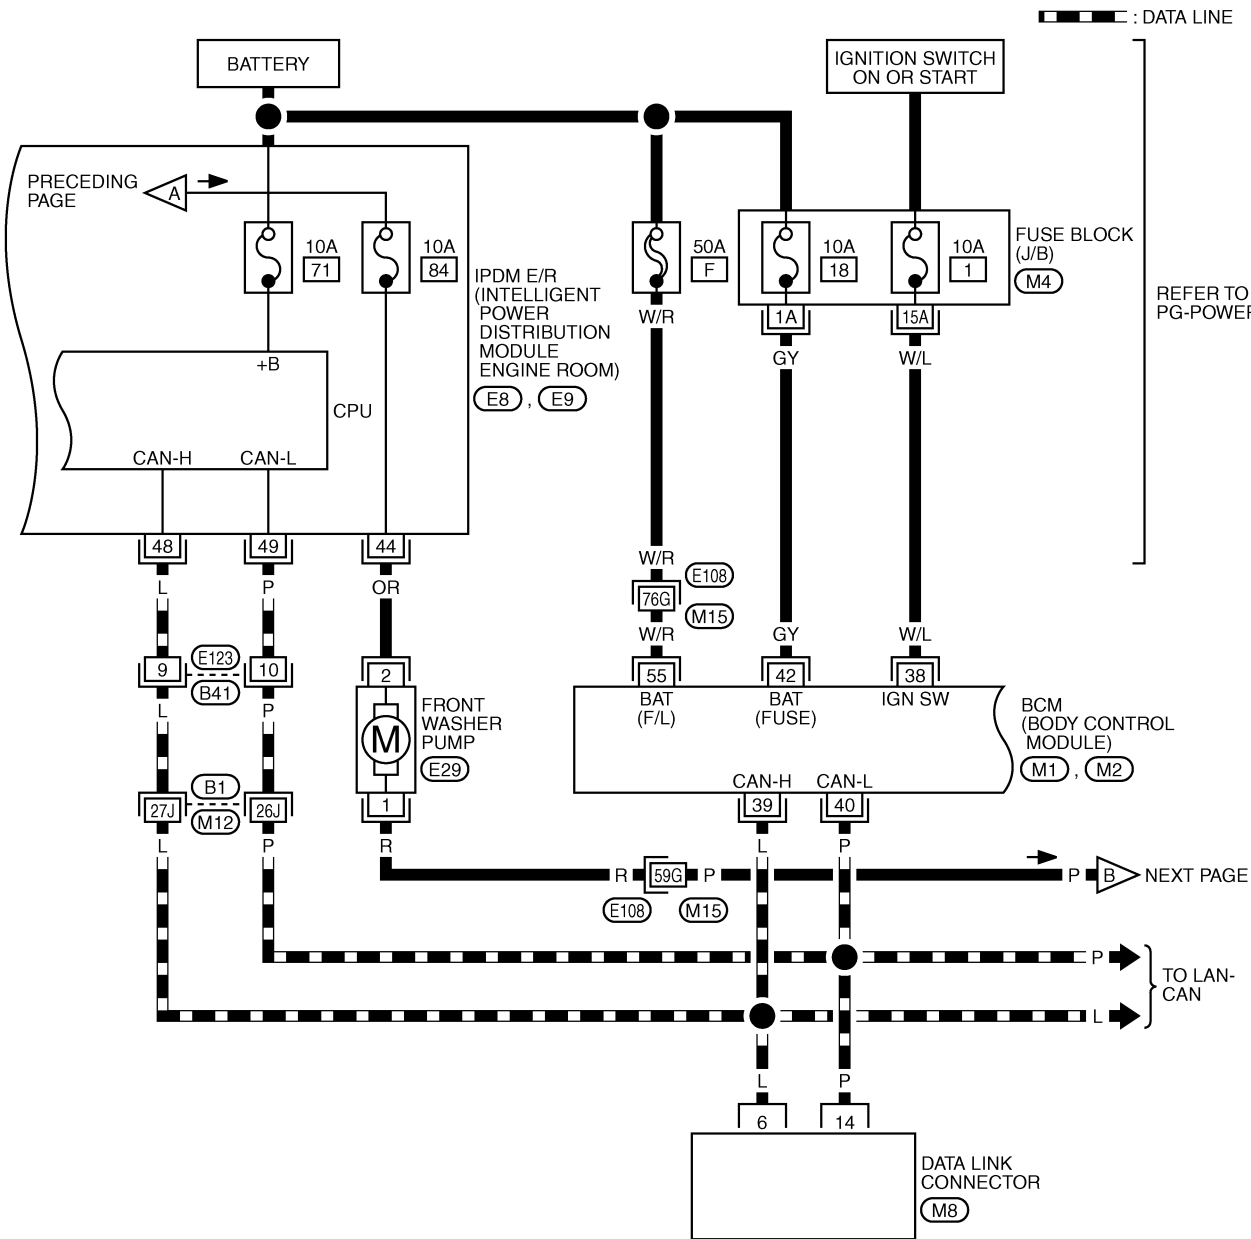 : DATA LINE
BATTERY
IGNITION SWITCH
ON OR START
PRECEDING
PAGE
A
10A
71
10A
84
50A
F
10A
18
10A
1
FUSE BLOCK
(J/B)
M4
REFER TO
PG-POWER
IPDM E/R
(INTELLIGENT
POWER
DISTRIBUTION
MODULE
ENGINE ROOM)
E8 , E9
W/R
1A
15A
GY
W/L
+B
CPU
CAN-H
CAN-L
48
49
44
L
P
OR
W/R
E108
76G
M15
W/R
GY
W/L
9
E123
B41
10
2
55
42
38
BAT
(F/L)
BAT
(FUSE)
IGN SW
L
P
M
FRONT
WASHER
PUMP
E29
BCM
(BODY CONTROL
MODULE)
M1 , M2
CAN-H
CAN-L
27J
B1
M12
26J
1
39
40
L
P
R
L
P
R
59G
P
E108
M15
P
B
NEXT PAGE
P
TO LAN-
CAN
L
L
P
6
14
DATA LINK
CONNECTOR
M8